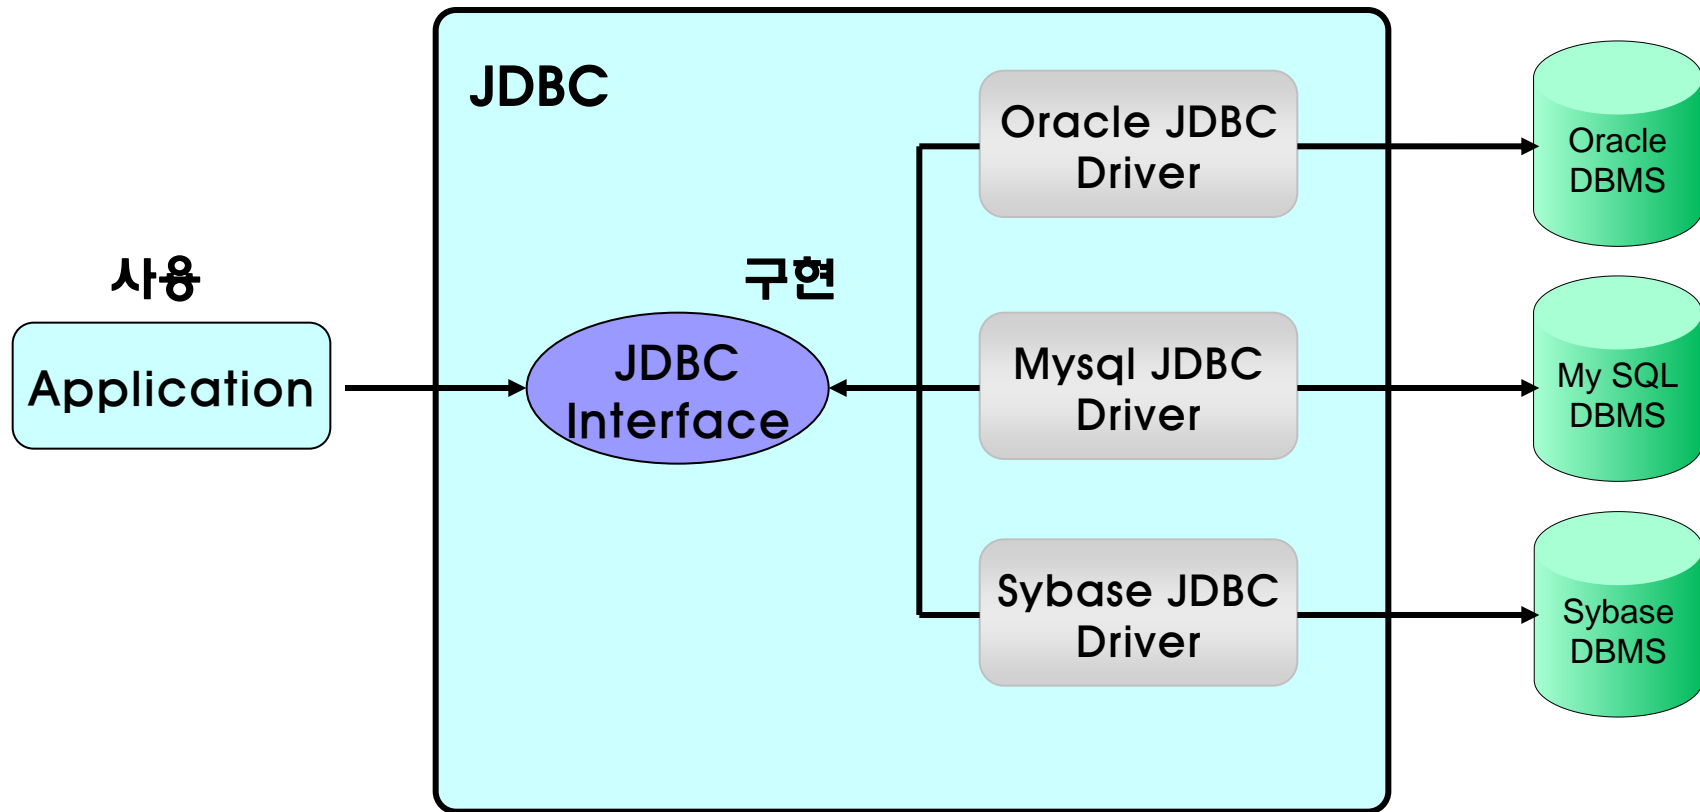 JDBC
사용
Application
구현
JDBC
Interface
Oracle JDBC
Driver
Mysql JDBC
Driver
Sybase JDBC
Driver
Oracle
DBMS
My SQL
DBMS
Sybase
DBMS